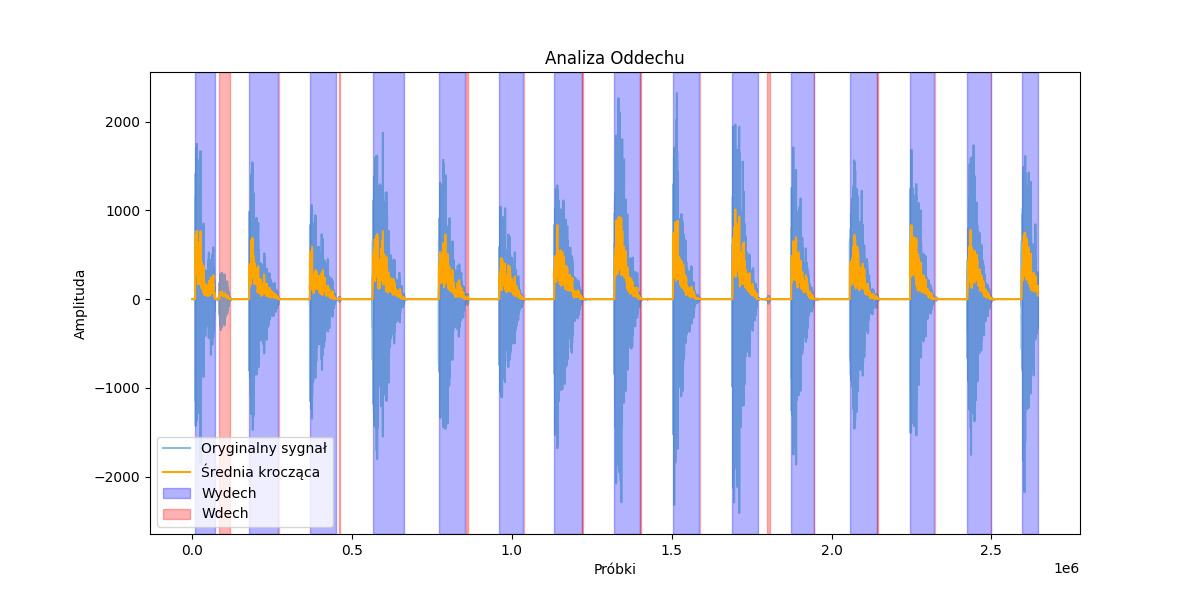 Analiza Oddechu
Amplituda
2000
1000
0
−1000
−2000
Oryginalny sygnał
Średnia krocząca
Wydech
Wdech
0.0 0.5 1.0 1.5 2.0 2.5
1e6
Próbki